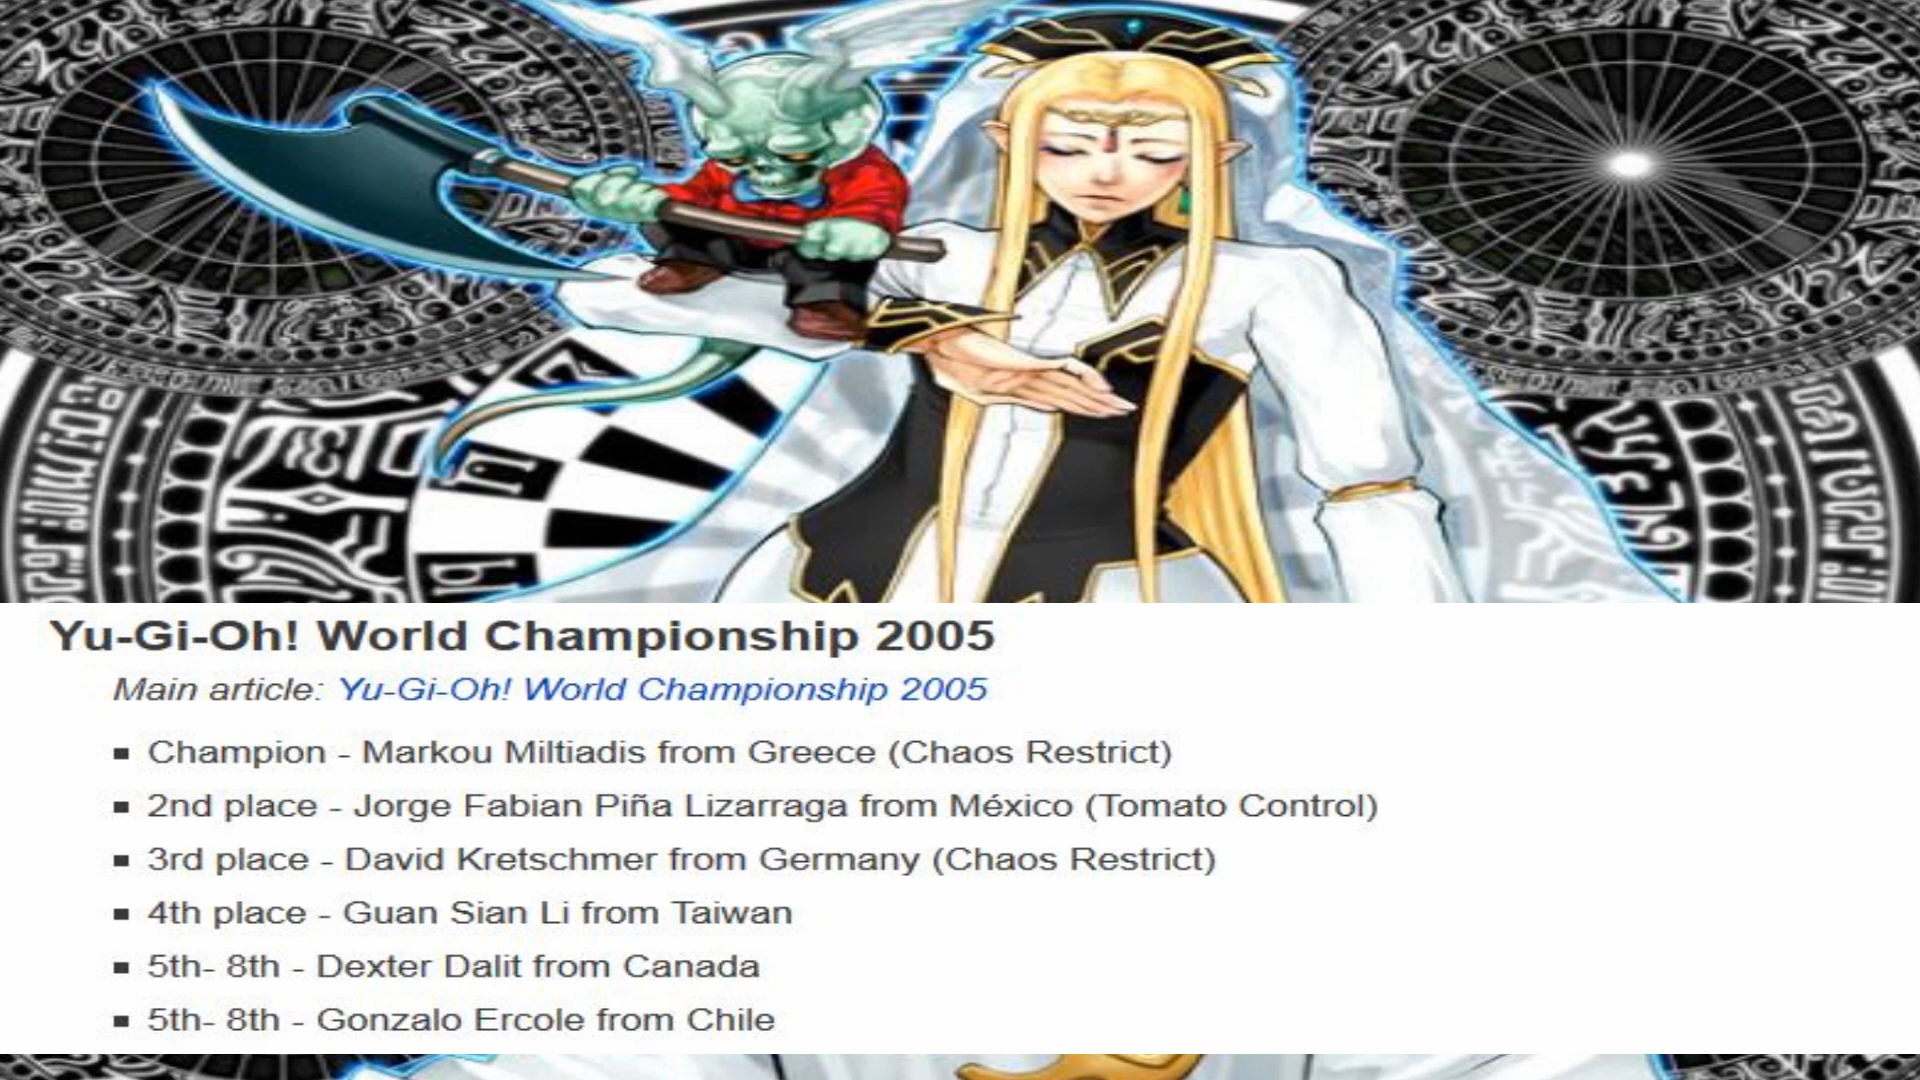 Yu-Gi-Oh! World Championship 2005
Main article: Yu-Gi-Oh! World Championship 2005
▪ Champion - Markou Miltiadis from Greece (Chaos Restrict)
▪ 2nd place - Jorge Fabian Piña Lizarraga from México (Tomato Control)
▪ 3rd place - David Kretschmer from Germany (Chaos Restrict)
▪ 4th place - Guan Sian Li from Taiwan
▪ 5th- 8th - Dexter Dalit from Canada
▪ 5th- 8th - Gonzalo Ercole from Chile